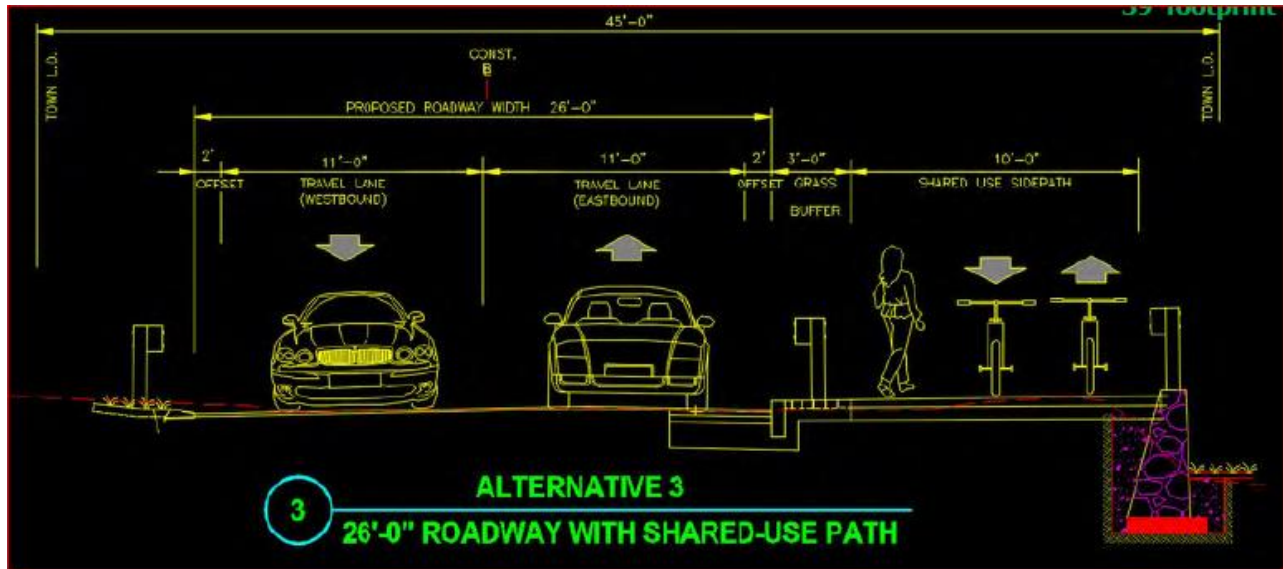 39' footprint
45'-0"
CONST.
B
TOWN L.O.
TOWN L.O.
PROPOSED ROADWAY WIDTH 26'-0"
2' 11'-0" 11'-0" 2' 3'-0" 10'-0"
OFFSET TRAVEL LANE TRAVEL LANE OFFSET GRASS SHARED USE SIDEPATH
(WESTBOUND) (EASTBOUND) BUFFER
ALTERNATIVE 3
3
26'-0" ROADWAY WITH SHARED-USE PATH